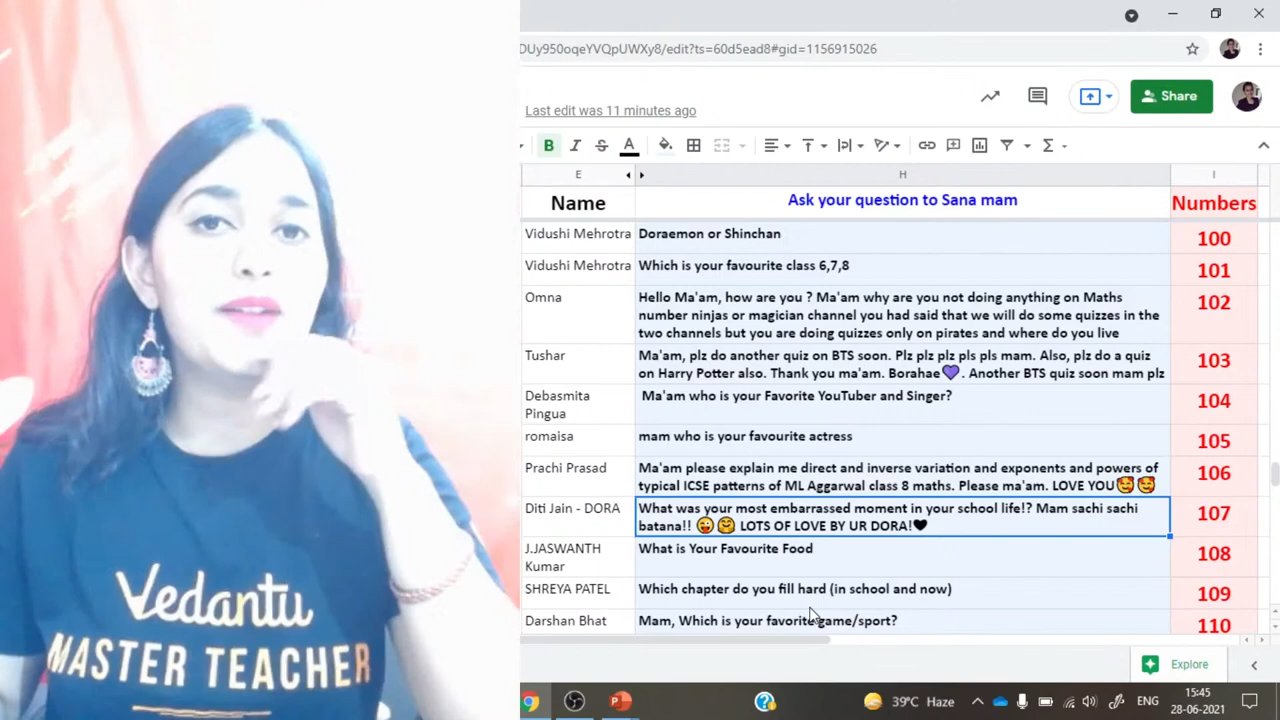 Vedantu
MASTER TEACHER
DUy950oqeYVQpUWXy8/edit?ts=60d5ead8#gid=1156915026
Last edit was 11 minutes ago
Share
B I S A
E H I
Name Ask your question to Sana mam Numbers
Vidushi Mehrotra Doraemon or Shinchan 100
Vidushi Mehrotra Which is your favourite class 6,7,8 101
Omna Hello Ma'am, how are you ? Ma'am why are you not doing anything on Maths 102
number ninjas or magician channel you had said that we will do some quizzes in the
two channels but you are doing quizzes only on pirates and where do you live
Tushar Ma'am, plz do another quiz on BTS soon. Plz plz plz pls pls mam. Also, plz do a quiz 103
on Harry Potter also. Thank you ma'am. Borahae💜 . Another BTS quiz soon mam plz
Debasmita Ma'am who is your Favorite YouTuber and Singer? 104
Pingua
romaisa mam who is your favourite actress 105
Prachi Prasad Ma'am please explain me direct and inverse variation and exponents and powers of 106
typical ICSE patterns of ML Aggarwal class 8 maths. Please ma'am. LOVE YOU🥰🥰
Diti Jain - DORA What was your most embarrassed moment in your school life!? Mam sachi sachi 107
batana!! 😜🤗 LOTS OF LOVE BY UR DORA!🖤
J.JASWANTH What is Your Favourite Food 108
Kumar
SHREYA PATEL Which chapter do you fill hard (in school and now) 109
Darshan Bhat Mam, Which is your favorite game/sport? 110
Explore
39°C Haze ENG 15:45
28-06-2021